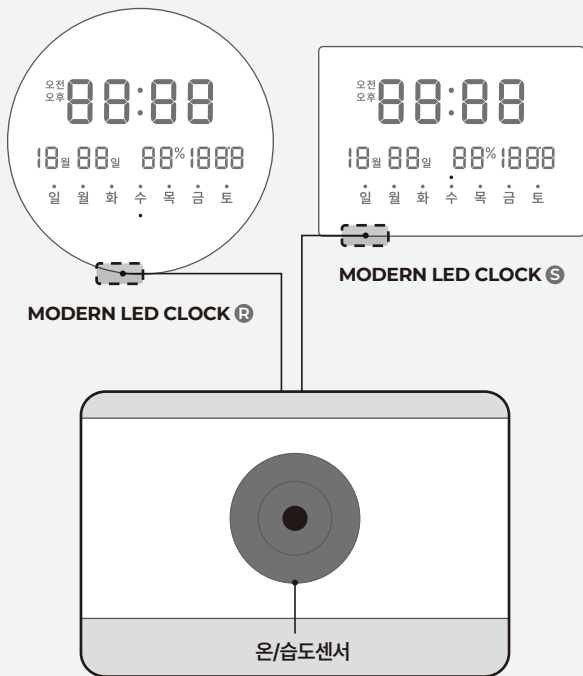 오전
오후
88:88
18월 88일 88% 1888
일 월 화 수 목 금 토
MODERN LED CLOCK R
오전
오후
88:88
18월 88일 88% 1888
일 월 화 수 목 금 토
MODERN LED CLOCK S
온/습도센서